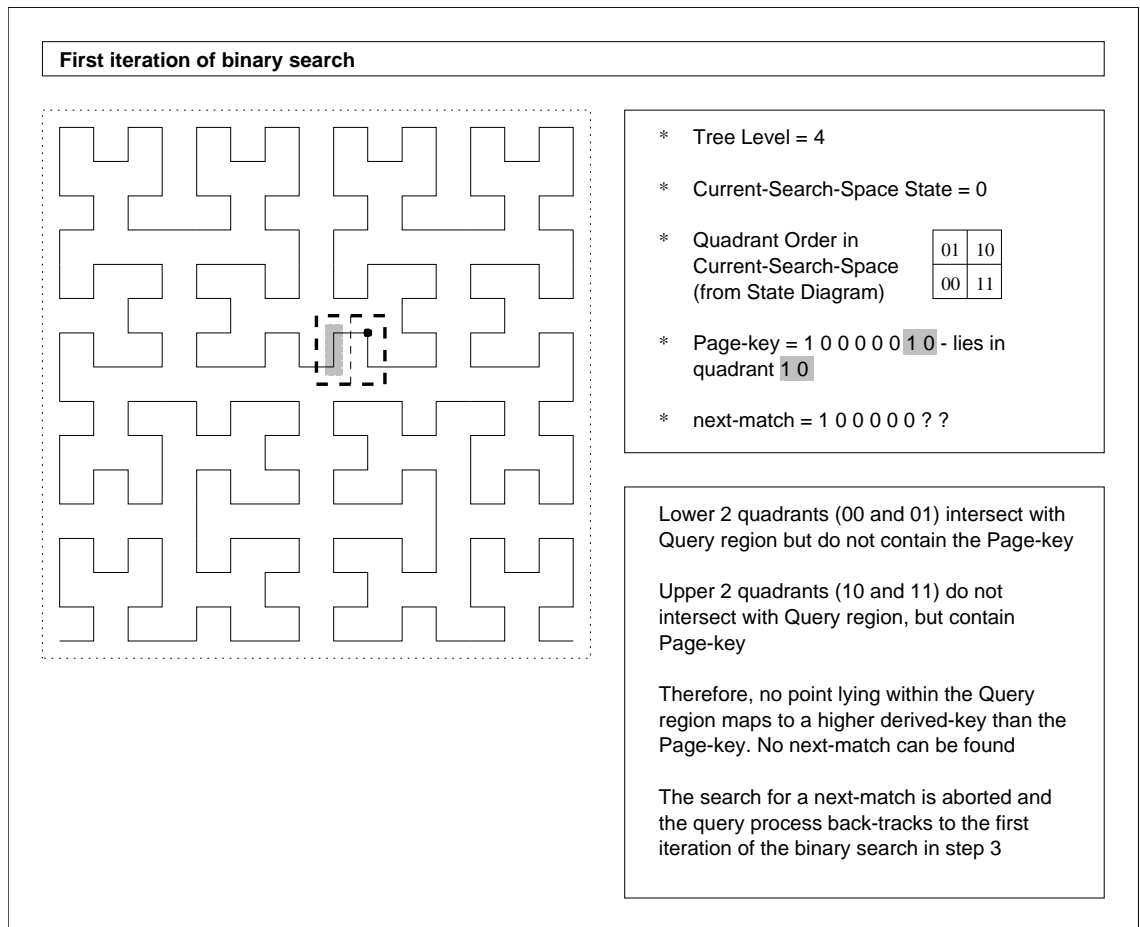 First iteration of binary search
* Tree Level = 4
* Current-Search-Space State = 0
* Quadrant Order in
Current-Search-Space
(from State Diagram)
01 10
00 11
* Page-key = 1 0 0 0 0 0 1 0 - lies in
quadrant 1 0
* next-match = 1 0 0 0 0 0 ? ?
Lower 2 quadrants (00 and 01) intersect with
Query region but do not contain the Page-key
Upper 2 quadrants (10 and 11) do not
intersect with Query region, but contain
Page-key
Therefore, no point lying within the Query
region maps to a higher derived-key than the
Page-key. No next-match can be found
The search for a next-match is aborted and
the query process back-tracks to the first
iteration of the binary search in step 3